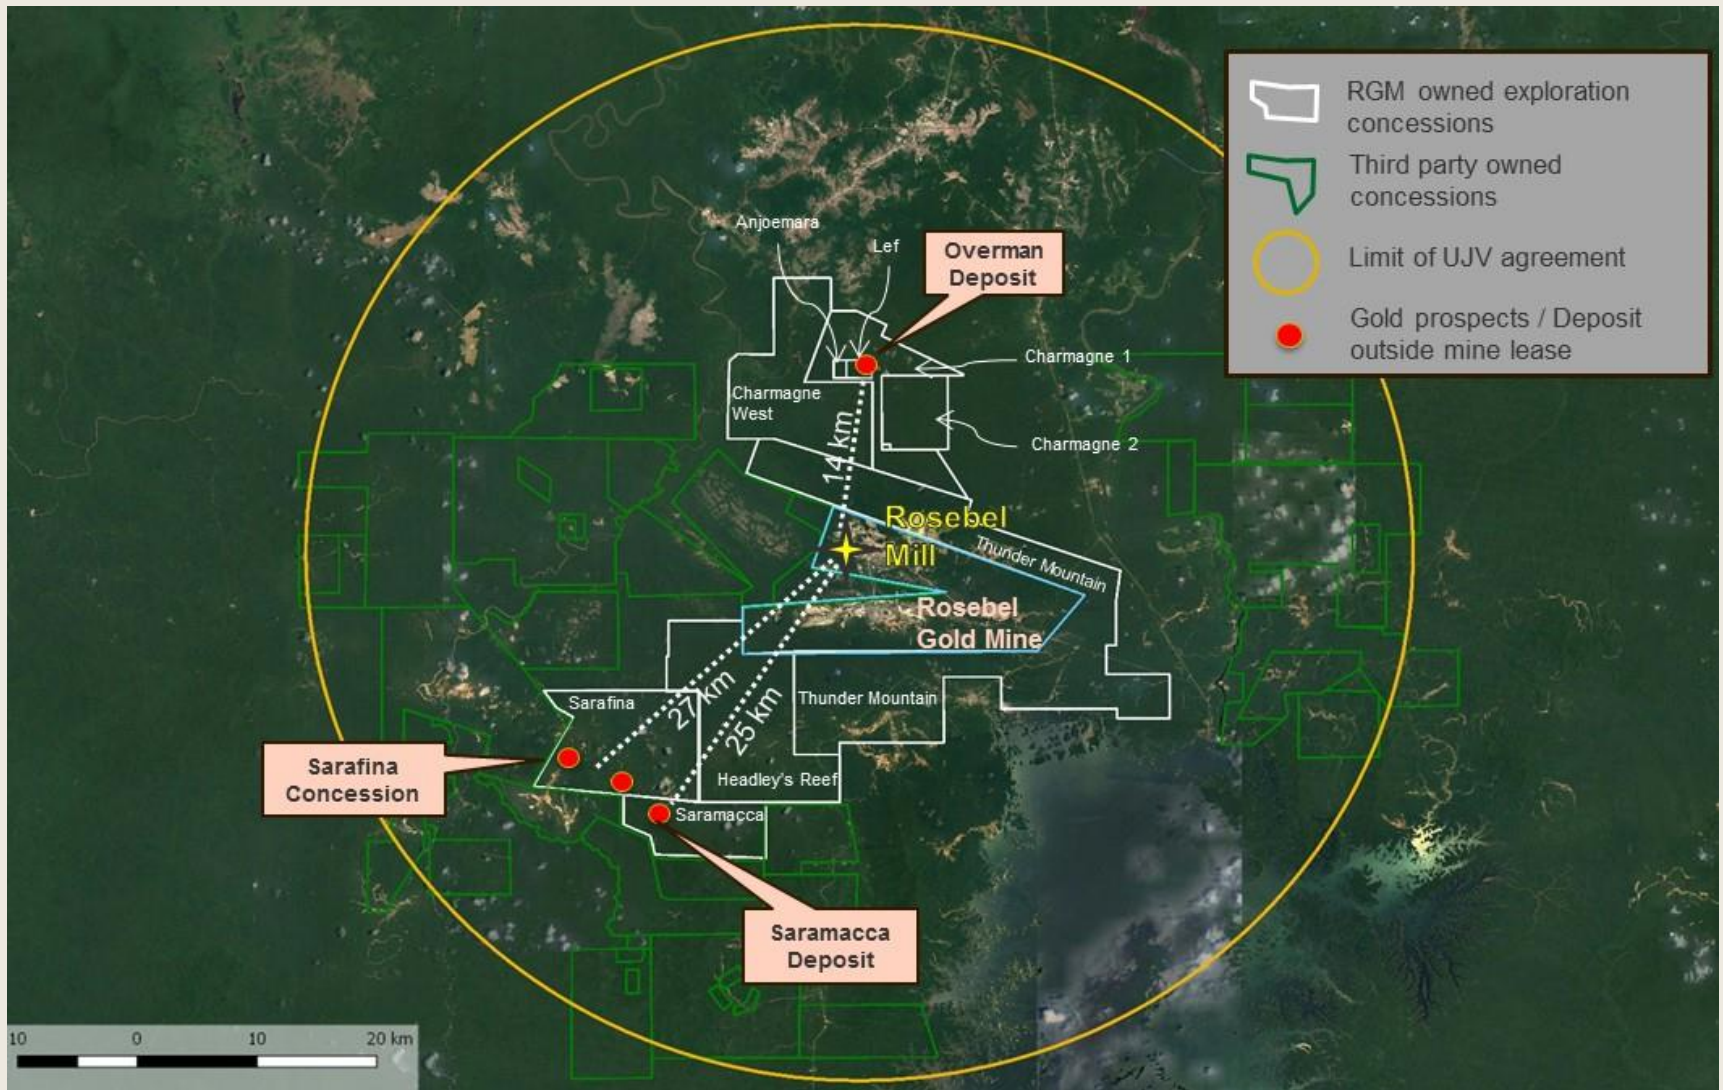 RGM owned exploration
concessions
Third party owned
concessions
Limit of UJV agreement
Gold prospects / Deposit
outside mine lease
Anjoemara
Lef
Overman
Deposit
Charmagne 1
Charmagne
West
Charmagne 2
14 km
Rosebel
Mill
Thunder Mountain
Rosebel
Gold Mine
Sarafina
27 km
25 km
Thunder Mountain
Sarafina
Concession
Headley's Reef
Saramacca
Saramacca
Deposit
10 0 10 20 km